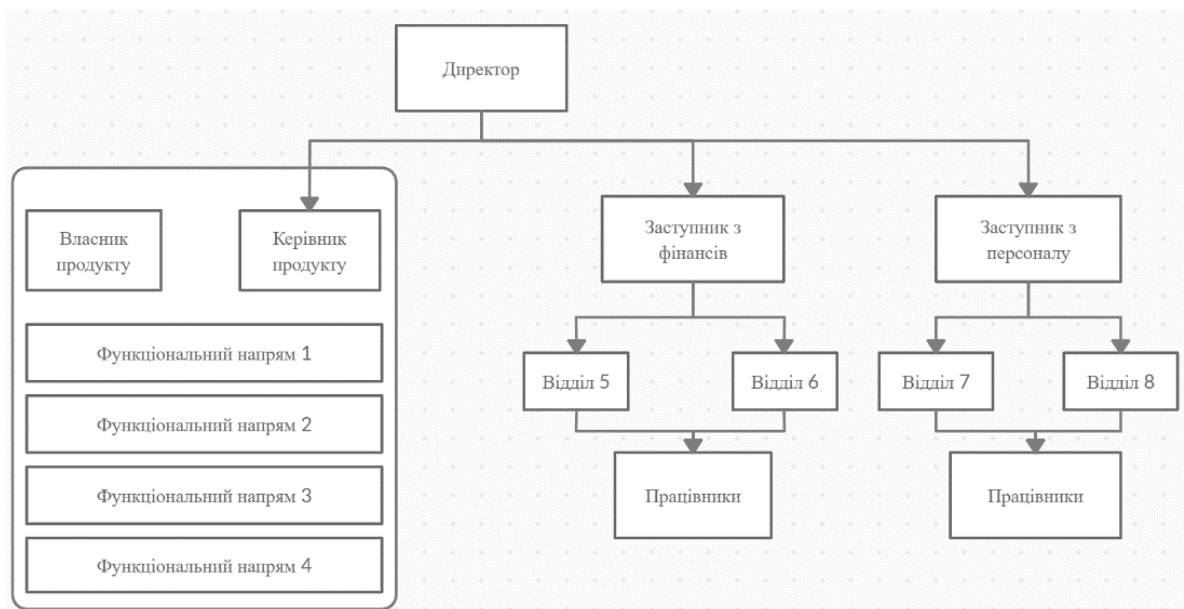 Директор
Власник
продукту
Керівник
продукту
Заступник з
фінансів
Заступник з
персоналу
Функціональний напрям 1
Функціональний напрям 2
Функціональний напрям 3
Функціональний напрям 4
Відділ 5
Відділ 6
Відділ 7
Відділ 8
Працівники
Працівники